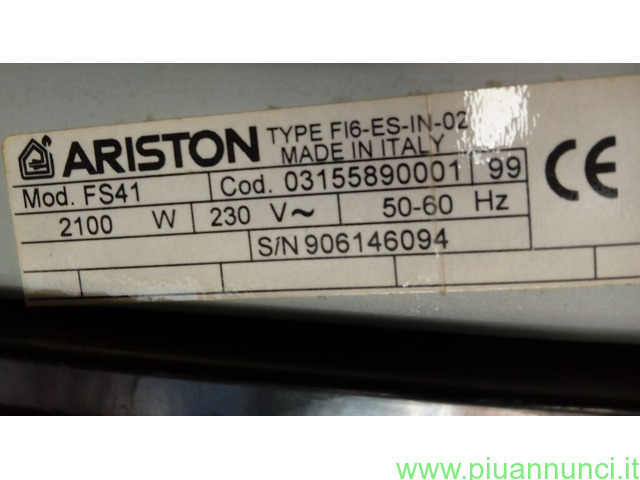 ARISTON TYPE FI6-ES-IN-02
MADE IN ITALY
Mod. FS41 Cod. 03155890001 99 CE
2100 W 230 V~ 50-60 Hz
S/N 906146094
www.piuannunci.it